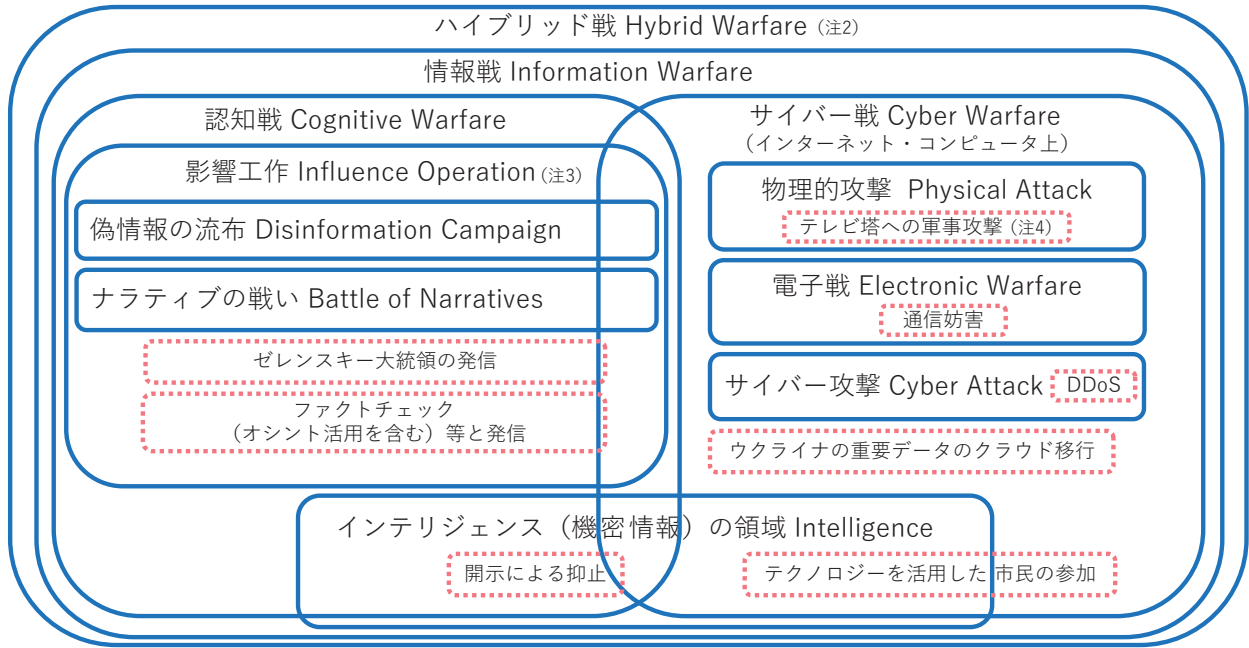 ハイブリッド戦 Hybrid Warfare (注2)
情報戦 Information Warfare
認知戦 Cognitive Warfare
影響工作 Influence Operation (注3)
偽情報の流布 Disinformation Campaign
ナラティブの戦い Battle of Narratives
ゼレンスキー大統領の発信
ファクトチェック
（オシント活用を含む）等と発信
サイバー戦 Cyber Warfare
（インターネット・コンピュータ上）
物理的攻撃 Physical Attack
テレビ塔への軍事攻撃 (注4)
電子戦 Electronic Warfare
通信妨害
サイバー攻撃 Cyber Attack DDoS
ウクライナの重要データのクラウド移行
インテリジェンス（機密情報）の領域 Intelligence
開示による抑止
テクノロジーを活用した 市民の参加